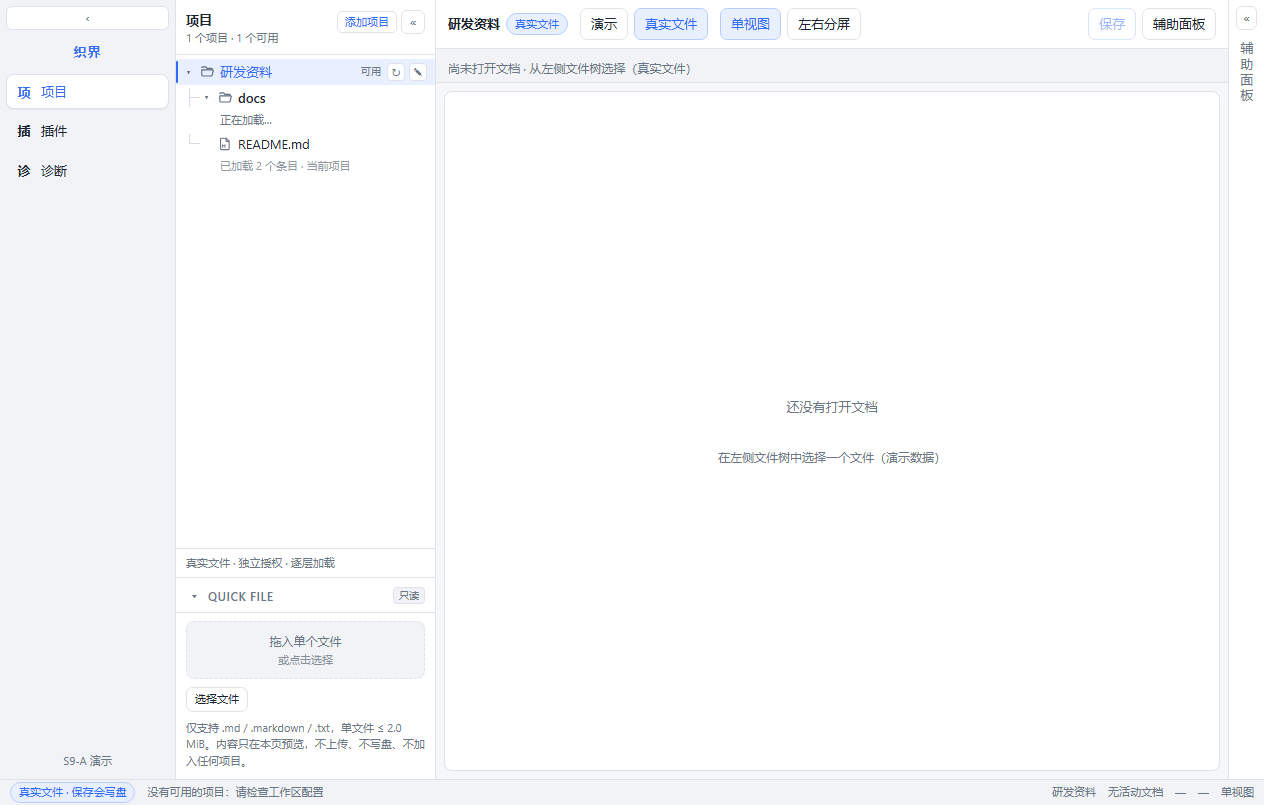 ‹
织界
项 项目
插 插件
诊 诊断
S9-A 演示
项目
1 个项目 · 1 个可用
添加项目
«
研发资料
可用
↻
docs
正在加载...
README.md
已加载 2 个条目 · 当前项目
真实文件 · 独立授权 · 逐层加载
QUICK FILE
只读
拖入单个文件
或点击选择
选择文件
仅支持 .md / .markdown / .txt，单文件 ≤ 2.0
MiB。内容只在本页预览，不上传、不写盘、不加
入任何项目。
研发资料
真实文件
演示
真实文件
单视图
左右分屏
保存
辅助面板
尚未打开文档 · 从左侧文件树选择（真实文件）
还没有打开文档
在左侧文件树中选择一个文件（演示数据）
«
辅助面板
真实文件 · 保存会写盘
没有可用的项目：请检查工作区配置
研发资料
无活动文档
—
—
单视图